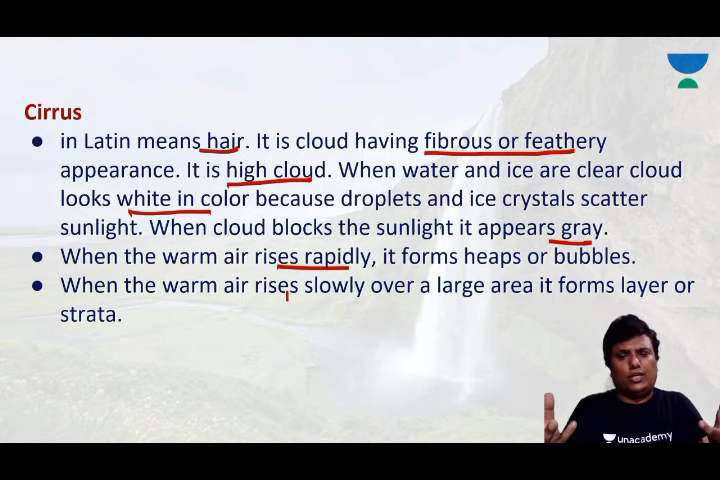 Cirrus
● in Latin means hair. It is cloud having fibrous or feathery
appearance. It is high cloud. When water and ice are clear cloud
looks white in color because droplets and ice crystals scatter
sunlight. When cloud blocks the sunlight it appears gray.
● When the warm air rises rapidly, it forms heaps or bubbles.
● When the warm air rises slowly over a large area it forms layer or
strata.
unacademy